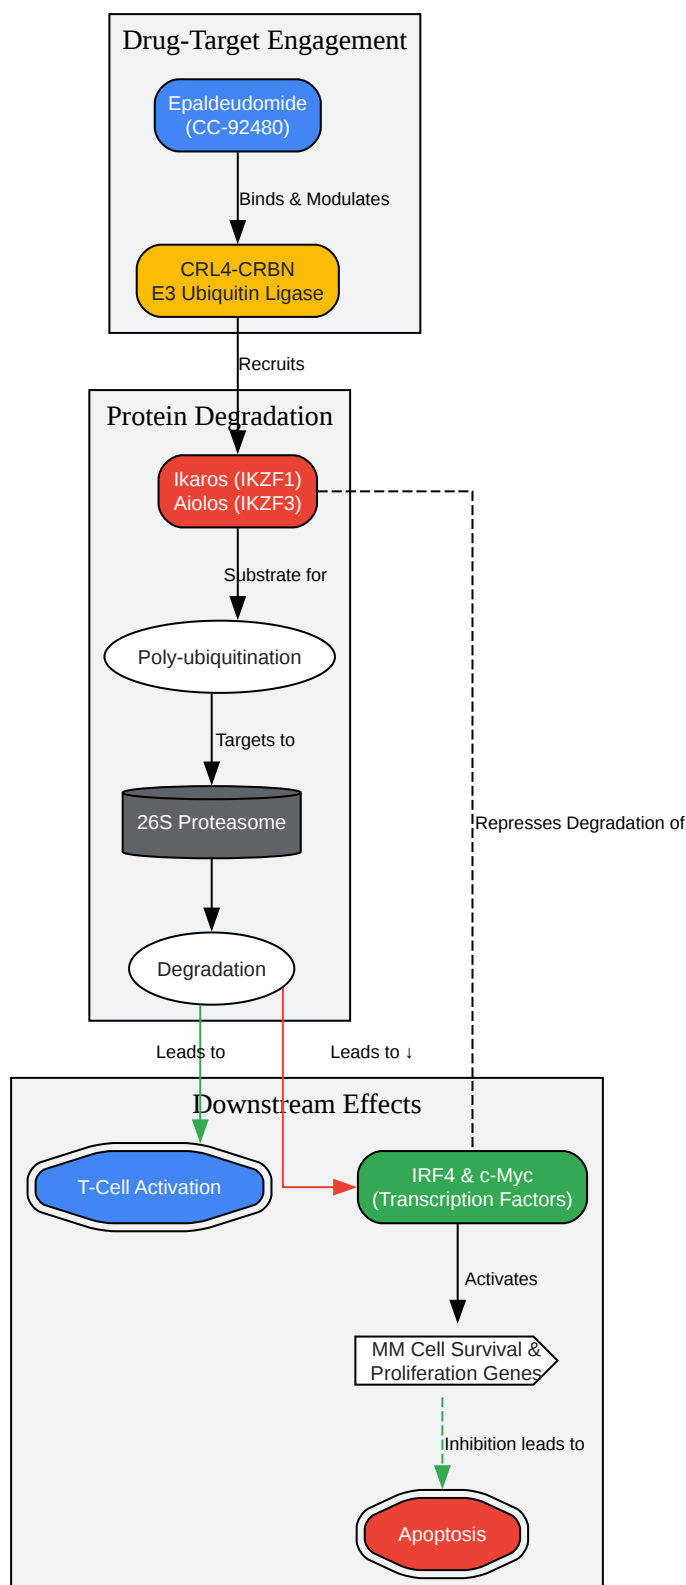 Drug-Target Engagement
Epaldeudomide
(CC-92480)
Binds & Modulates
CRL4-CRBN
E3 Ubiquitin Ligase
Recruits
Protein Degradation
Ikaros (IKZF1)
Aiolos (IKZF3)
Substrate for
Poly-ubiquitination
Targets to
26S Proteasome
Represses Degradation of
Degradation
Leads to
Leads to ↓
Downstream Effects
T-Cell Activation
IRF4 & c-Myc
(Transcription Factors)
Activates
MM Cell Survival &
Proliferation Genes
Inhibition leads to
Apoptosis